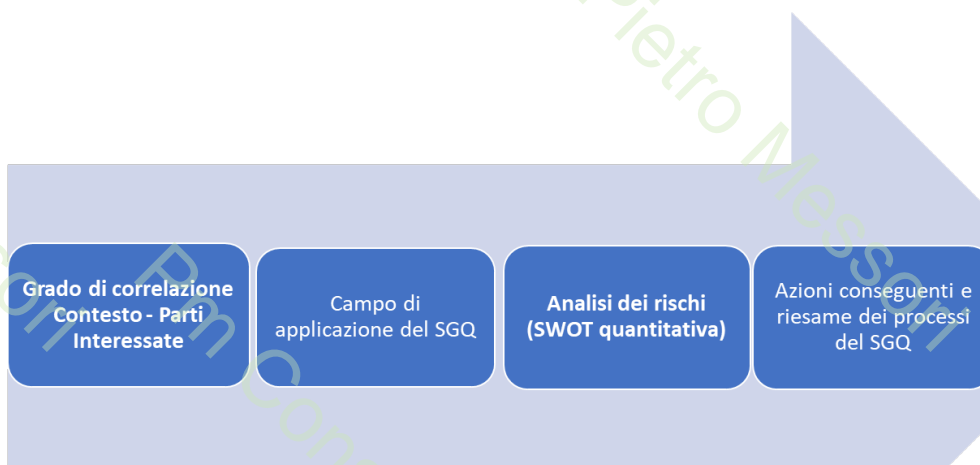 Grado di correlazione
Contesto - Parti
Interessate
Campo di
applicazione del SGQ
Analisi dei rischi
(SWOT quantitativa)
Azioni conseguenti e
riesame dei processi
del SGQ
Pietro Messori
Pm Con
con